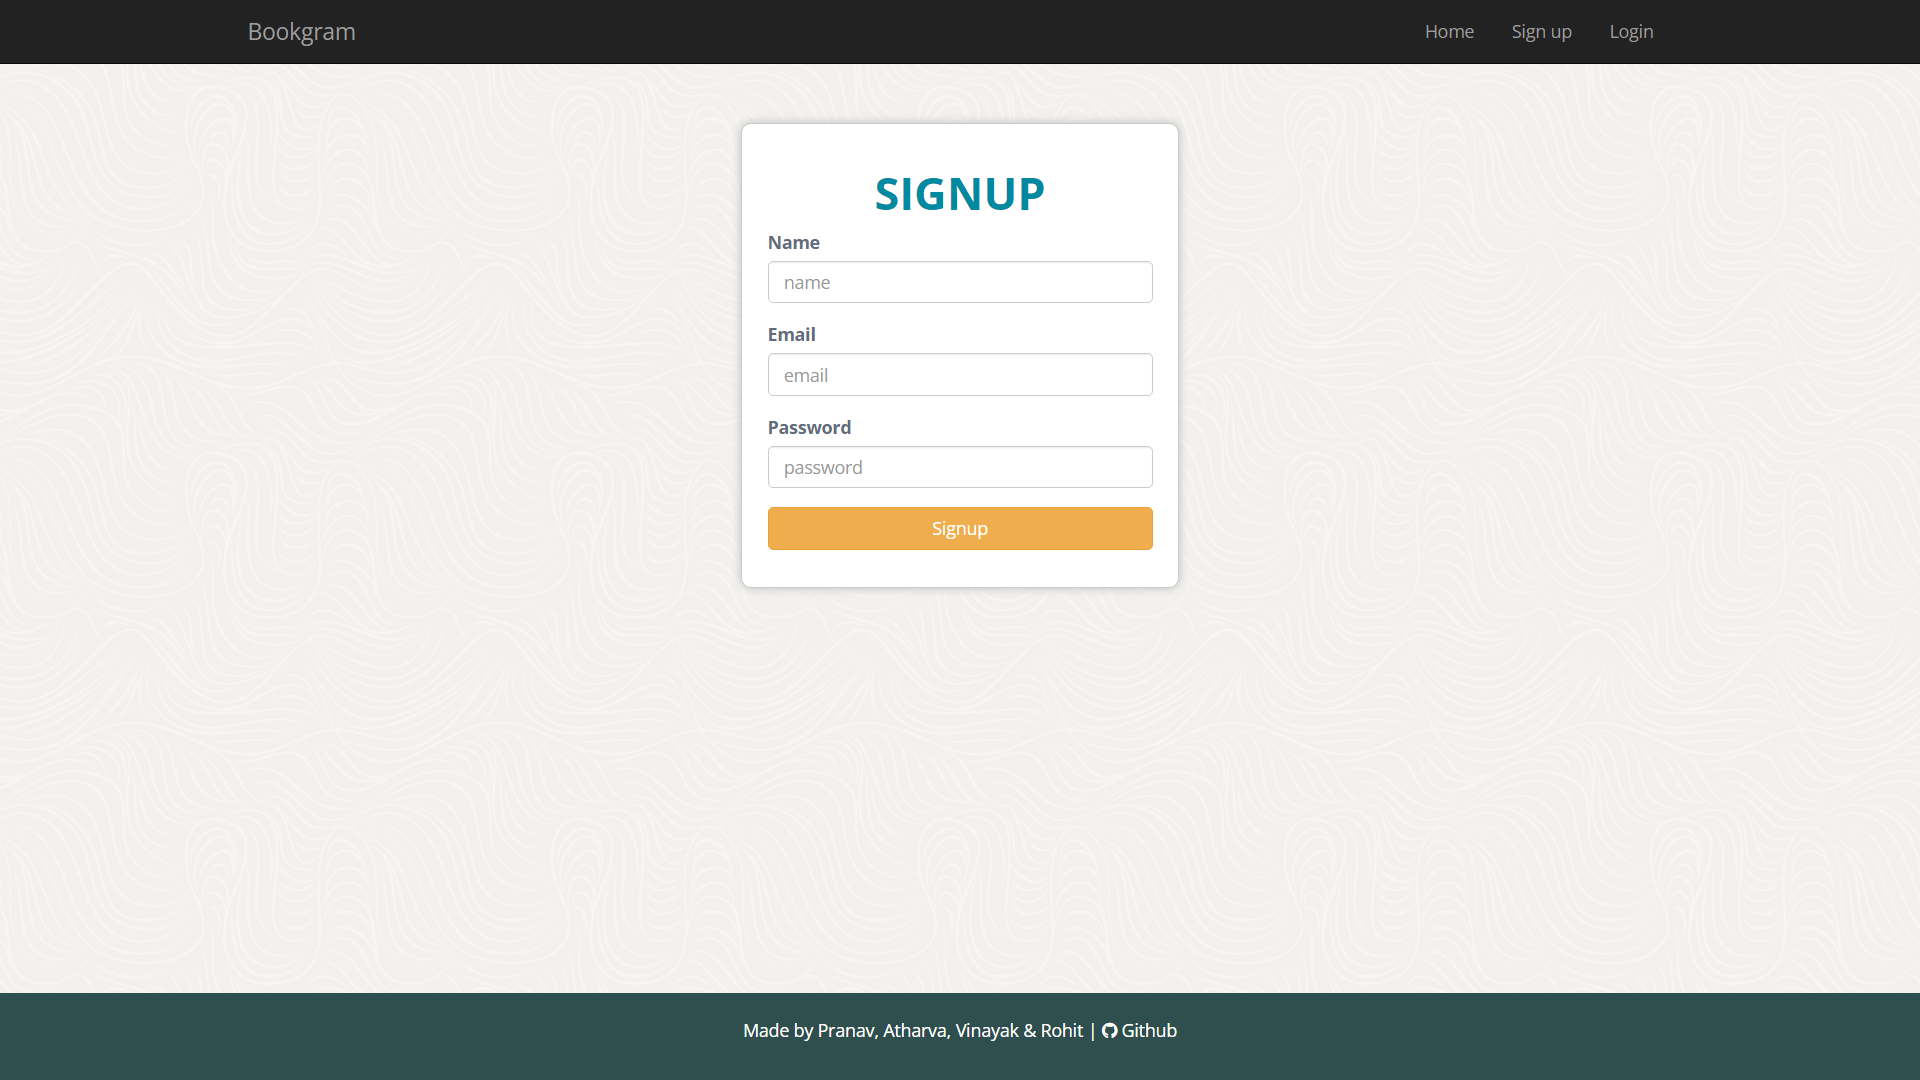 Bookgram
Home Sign up Login
SIGNUP
Name
name
Email
email
Password
password
Signup
Made by Pranav, Atharva, Vinayak & Rohit | Github